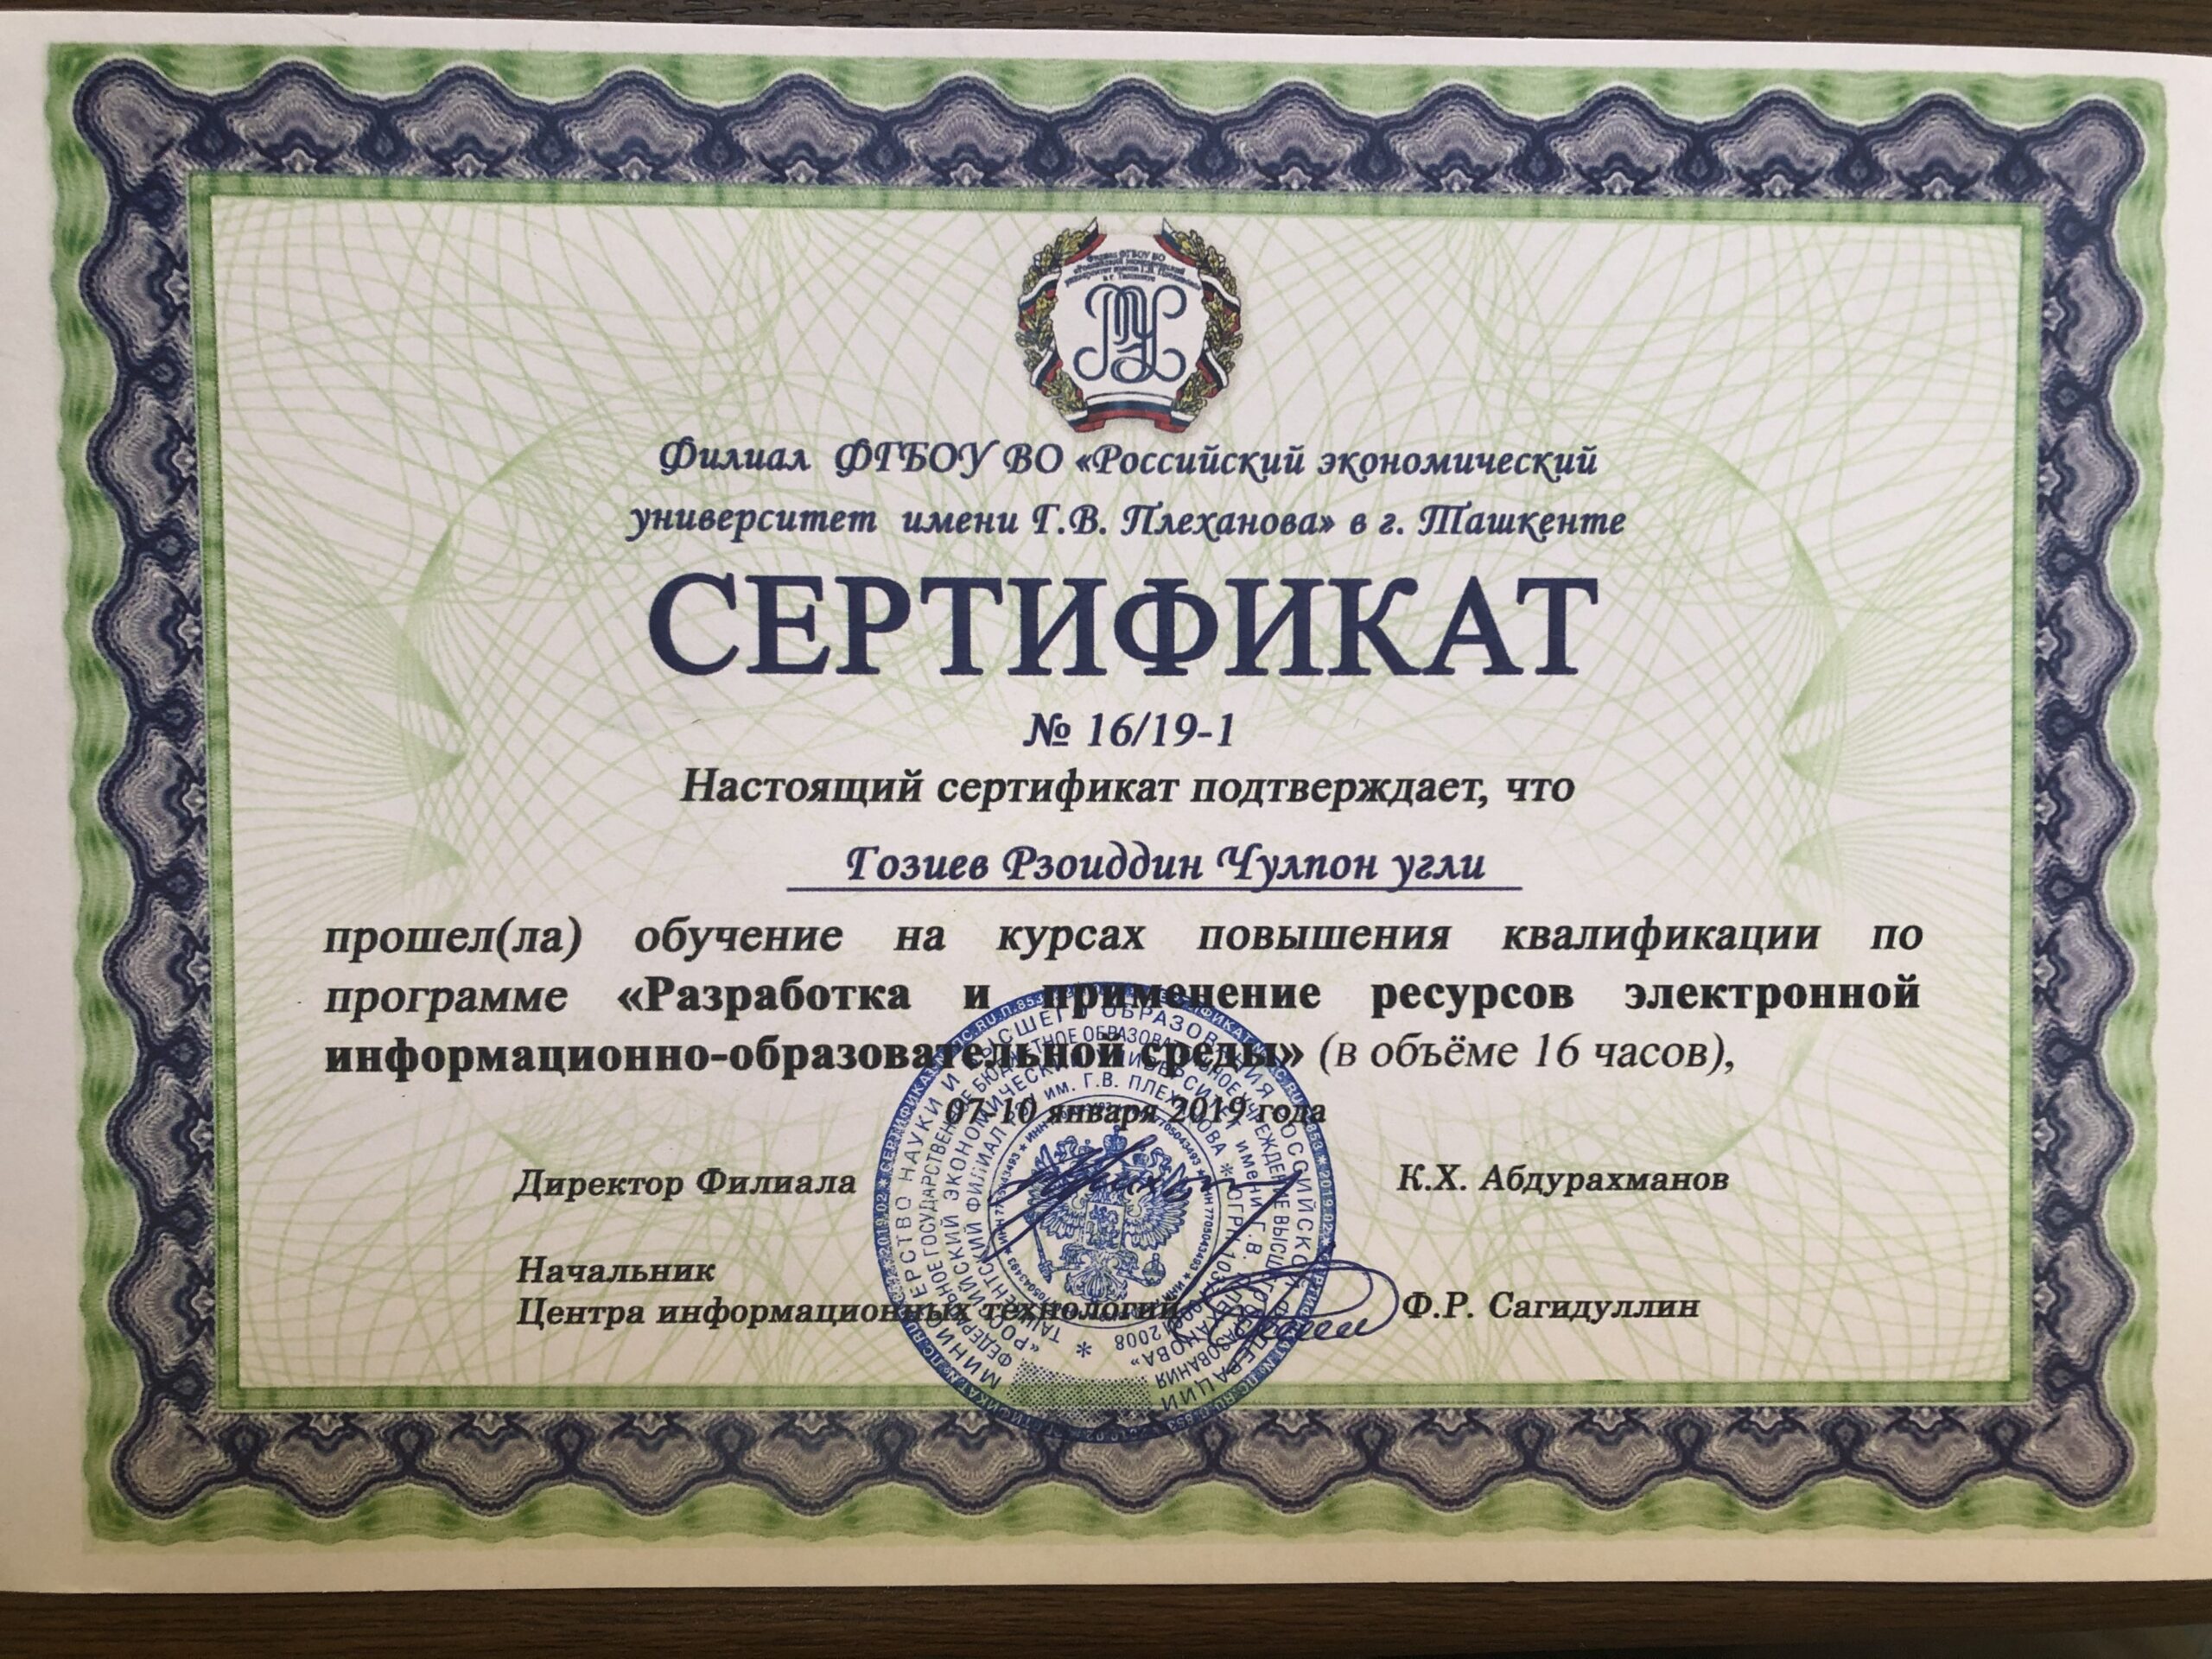 Филиал ФГБОУ ВО «Российский экономический
университет имени Г.В. Плеханова» в г. Ташкенте
СЕРТИФИКАТ
№ 16/19-1
Настоящий сертификат подтверждает, что
Гозиев Рзоиддин Чулпон угли
прошел(ла) обучение на курсах повышения квалификации по
программе «Разработка и применение ресурсов электронной
информационно-образовательной среды» (в объёме 16 часов),
07-10 января 2019 года
Директор Филиала К.Х. Абдурахманов
Начальник
Центра информационных технологий Ф.Р. Сагидуллин